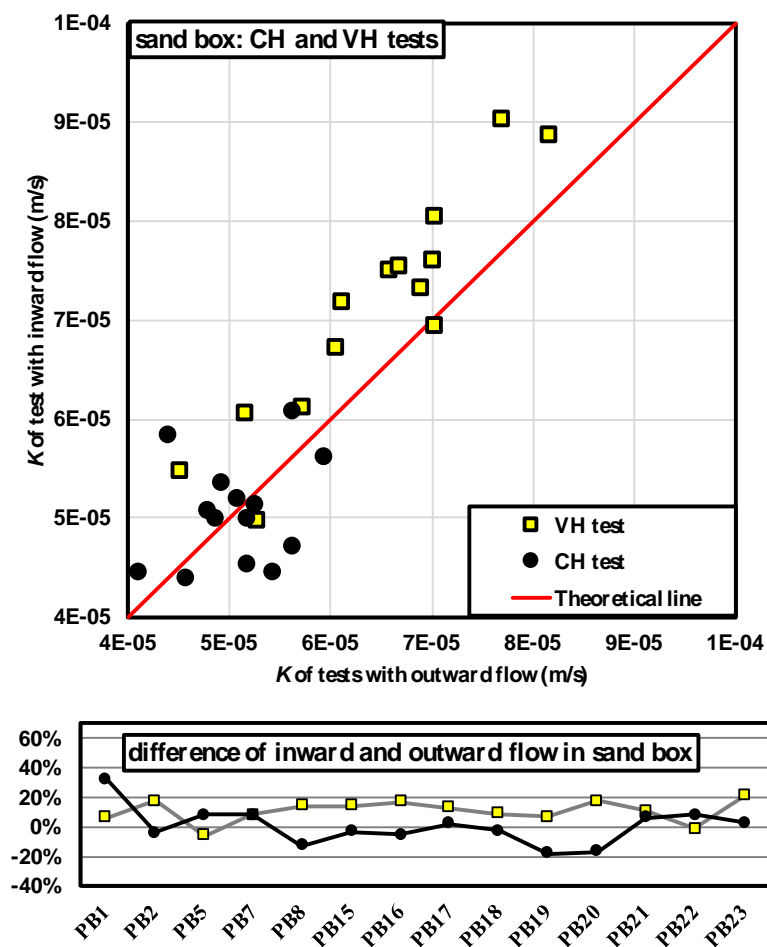 1E-04
sand box: CH and VH tests
9E-05
8E-05
7E-05
6E-05
5E-05
4E-05
K of test with inward flow (m/s)
VH test
CH test
Theoretical line
4E-05 5E-05 6E-05 7E-05 8E-05 9E-05 1E-04
K of tests with outward flow (m/s)
60%
difference of inward and outward flow in sand box
40%
20%
0%
-20%
-40%
PB1 PB2 PB5 PB7 PB8 PB15 PB16 PB17 PB18 PB19 PB20 PB21 PB22 PB23